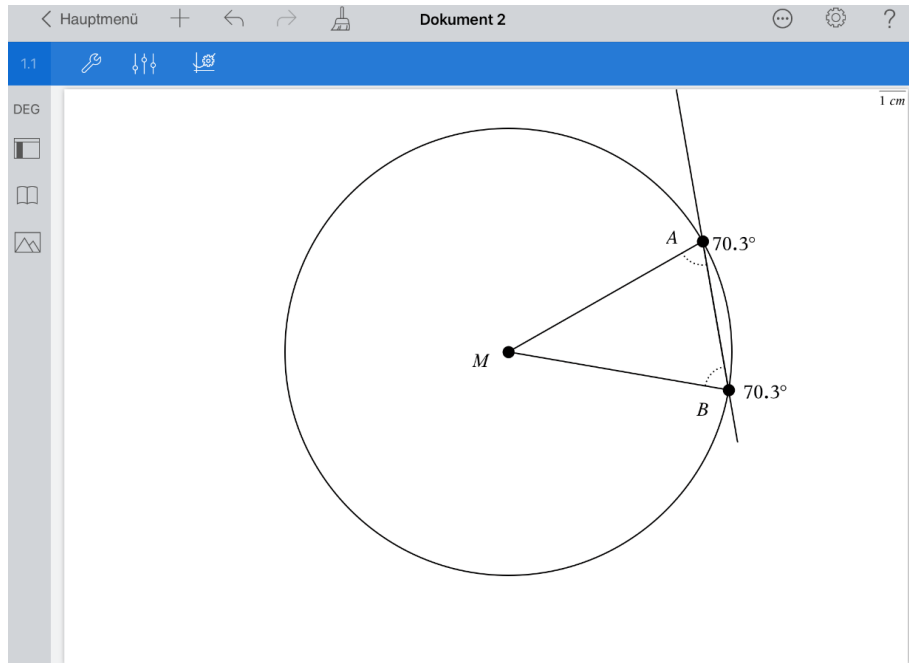 Hauptmenü
Dokument 2
?
1.1
DEG
1 cm
A 70.3°
M
70.3°
B